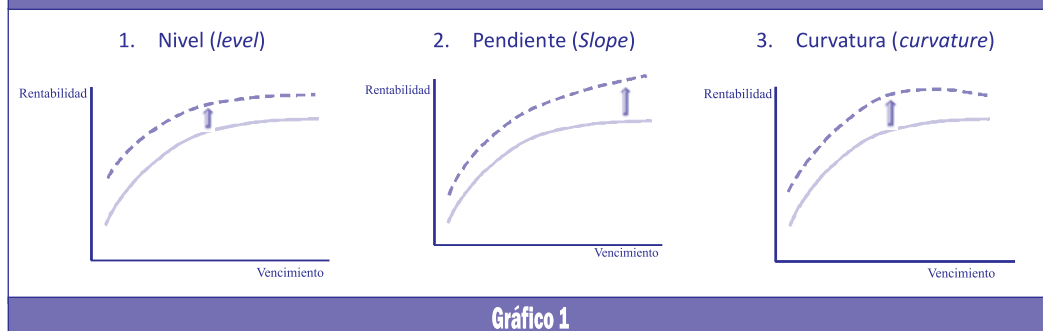 1. Nivel (level)
2. Pendiente (Slope)
3. Curvatura (curvature)
Rentabilidad
Vencimiento
Rentabilidad
Vencimiento
Rentabilidad
Vencimiento
Gráfico 1